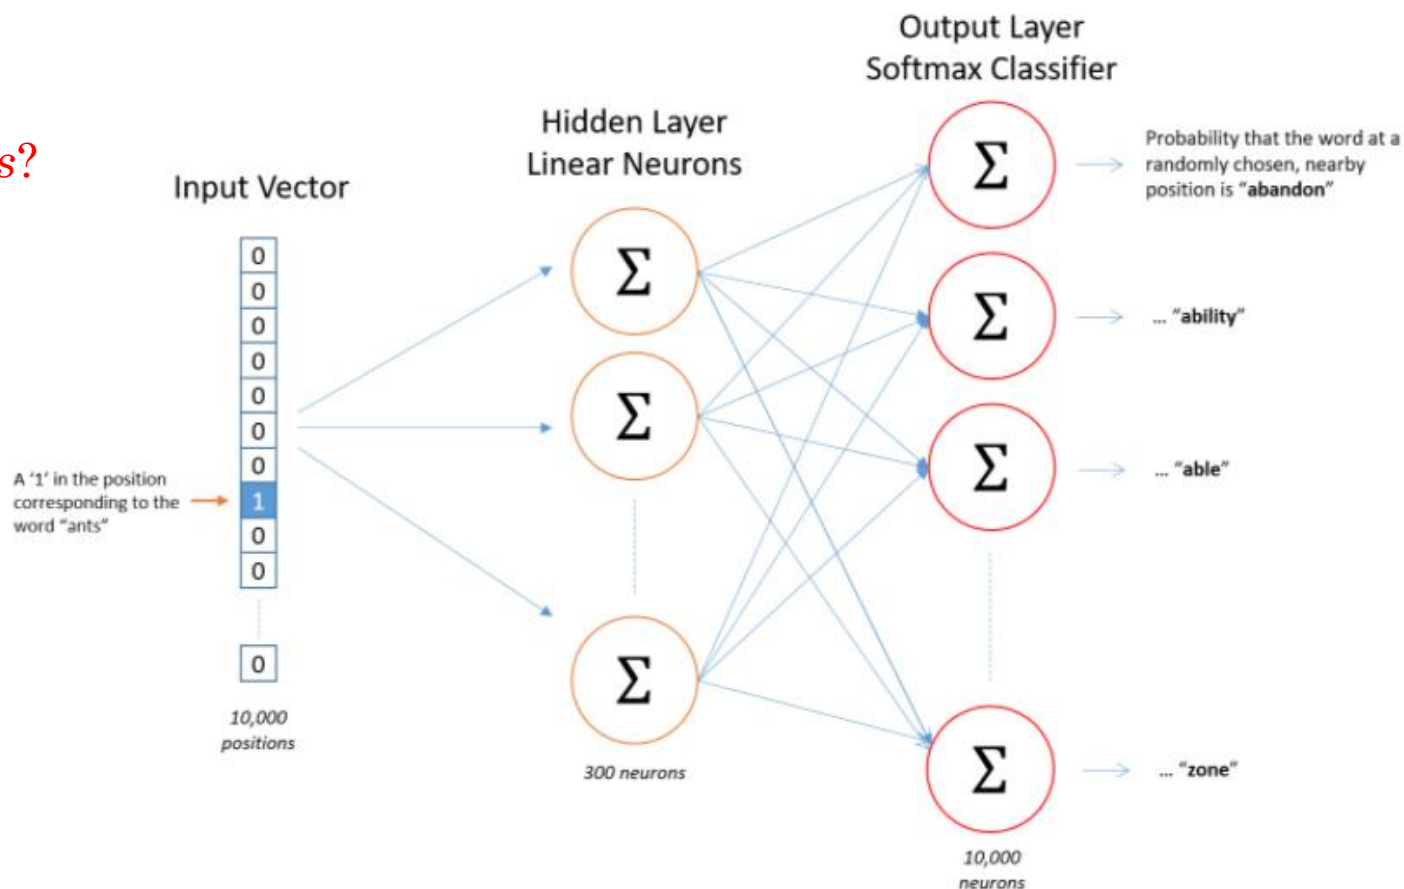 s?
Input Vector
0
0
0
0
0
0
0
1
0
0
0
A ‘1’ in the position
corresponding to the
word “ants”
10,000
positions
Hidden Layer
Linear Neurons
Σ
Σ
Σ
300 neurons
Output Layer
Softmax Classifier
Σ
Σ
Σ
Σ
10,000
neurons
Probability that the word at a
randomly chosen, nearby
position is “abandon”
... “ability”
... “able”
... “zone”